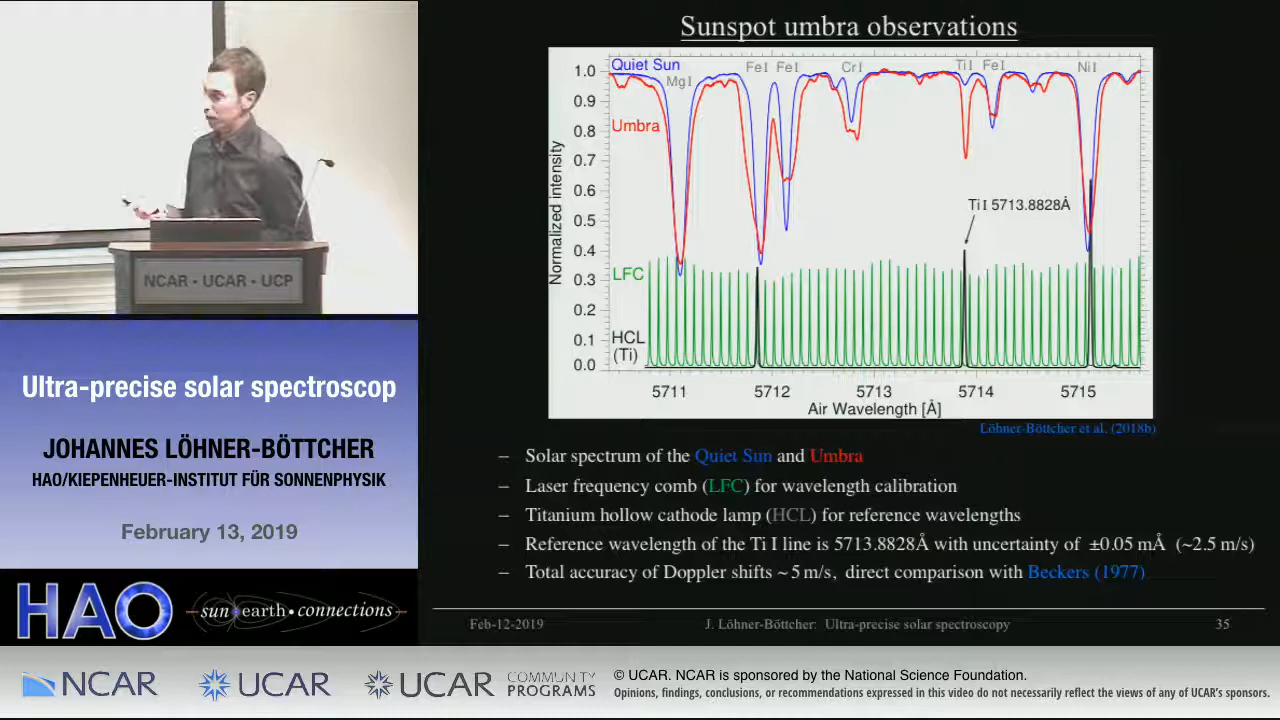 Sunspot umbra observations
Quiet Sun
Mg I
Fe I
Fe I
Cr I
Ti I
Fe I
Ni I
Umbra
Ti I 5713.8828Å
LFC
HCL
(Ti)
Normalized intensity
1.0
0.9
0.8
0.7
0.6
0.5
0.4
0.3
0.2
0.1
0.0
5711 5712 5713 5714 5715
Air Wavelength [Å]
Löhner-Böttcher et al. (2018b)
– Solar spectrum of the Quiet Sun and Umbra
– Laser frequency comb (LFC) for wavelength calibration
– Titanium hollow cathode lamp (HCL) for reference wavelengths
– Reference wavelength of the Ti I line is 5713.8828Å with uncertainty of ±0.05 mÅ (~2.5 m/s)
– Total accuracy of Doppler shifts ~ 5 m/s, direct comparison with Beckers (1977)
Feb-12-2019 J. Löhner-Böttcher: Ultra-precise solar spectroscopy 35
NCAR • UCAR • UCP
Ultra-precise solar spectroscop
JOHANNES LÖHNER-BÖTTCHER
HAO/KIEPENHEUER-INSTITUT FÜR SONNENPHYSIK
February 13, 2019
HAO
sun•earth•connections
NCAR
UCAR
UCAR
COMMUNITY
PROGRAMS
© UCAR. NCAR is sponsored by the National Science Foundation.
Opinions, findings, conclusions, or recommendations expressed in this video do not necessarily reflect the views of any of UCAR's sponsors.